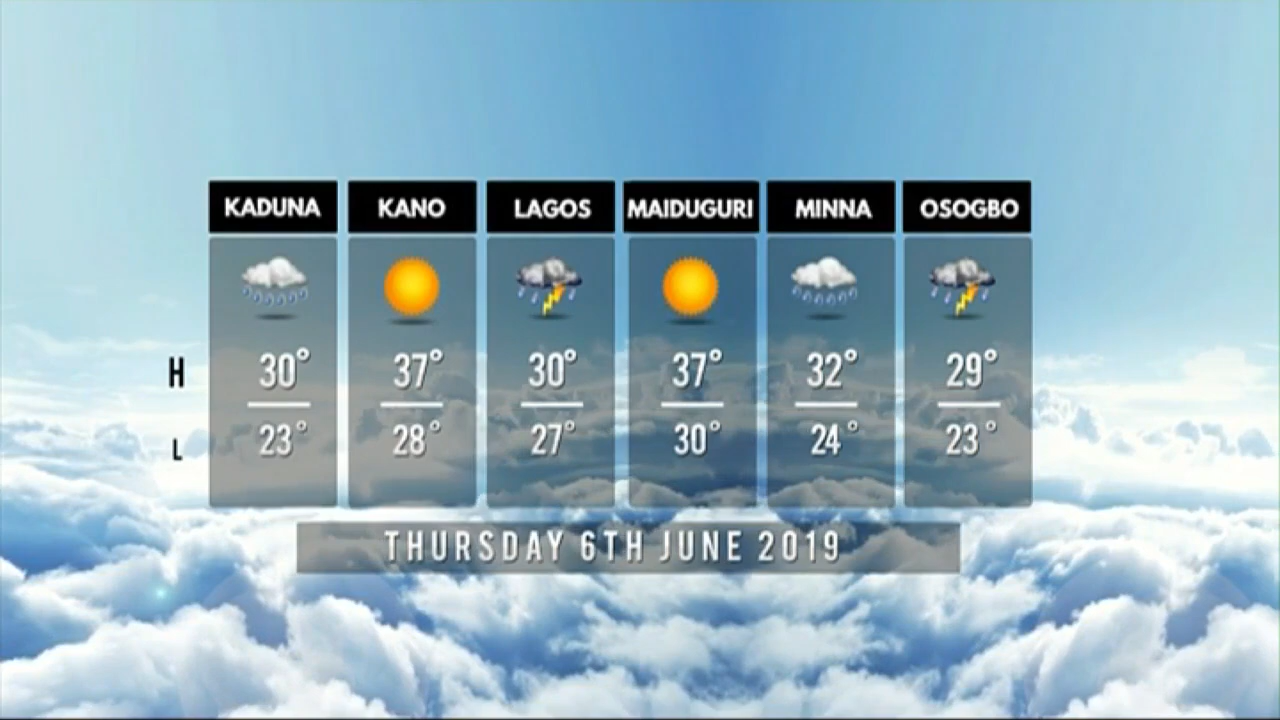 KADUNA KANO LAGOS MAIDUGURI MINNA OSOGBO
H 30° 37° 30° 37° 32° 29°
L 23° 28° 27° 30° 24° 23°
THURSDAY 6TH JUNE 2019